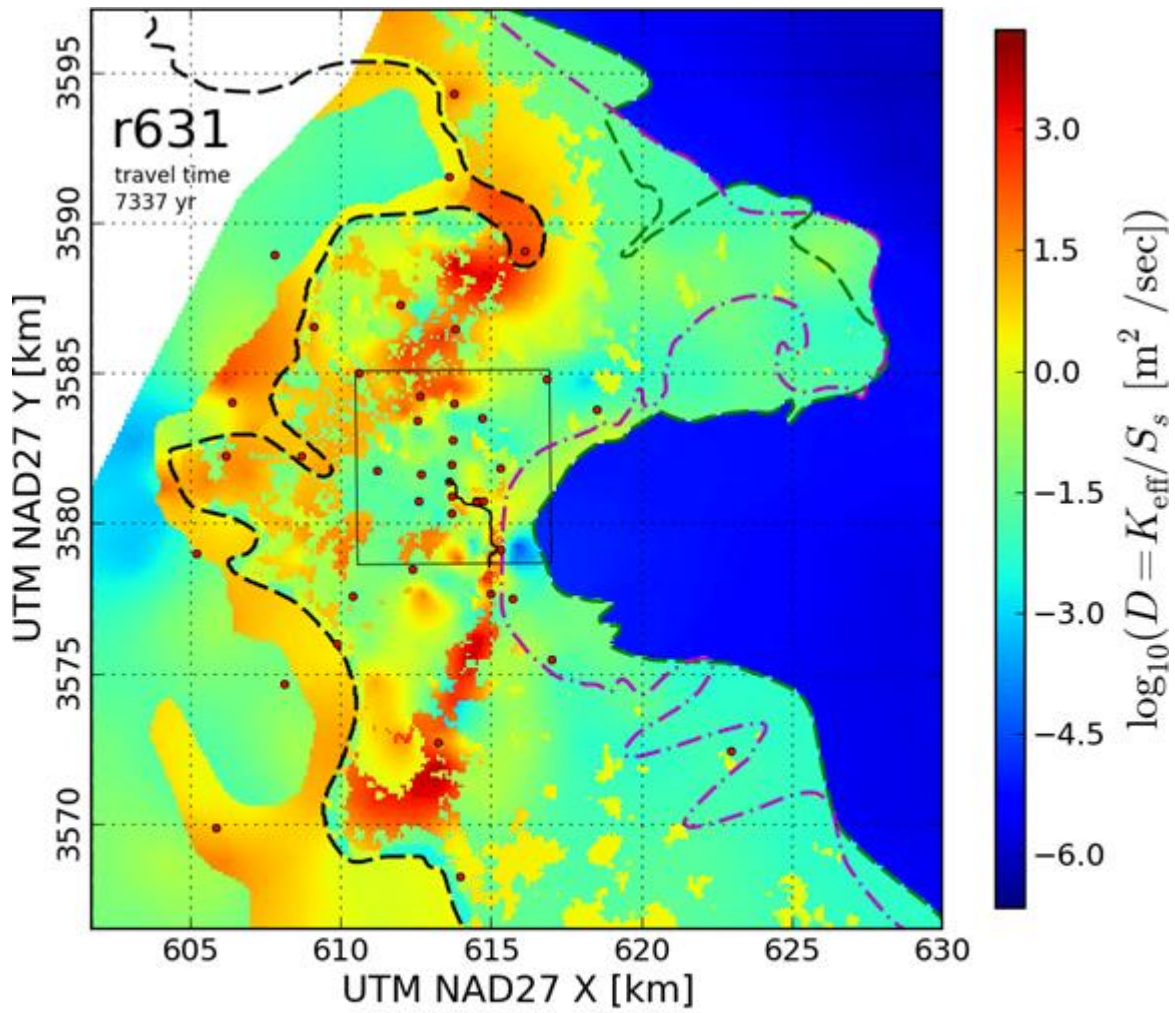 r631
travel time
7337 yr
3595
3590
3585
3580
3575
3570
UTM NAD27 Y [km]
605 610 615 620 625 630
UTM NAD27 X [km]
3.0
1.5
0.0
−1.5
−3.0
−4.5
−6.0
log₁₀(D = K_eff/S_s [m² /sec])